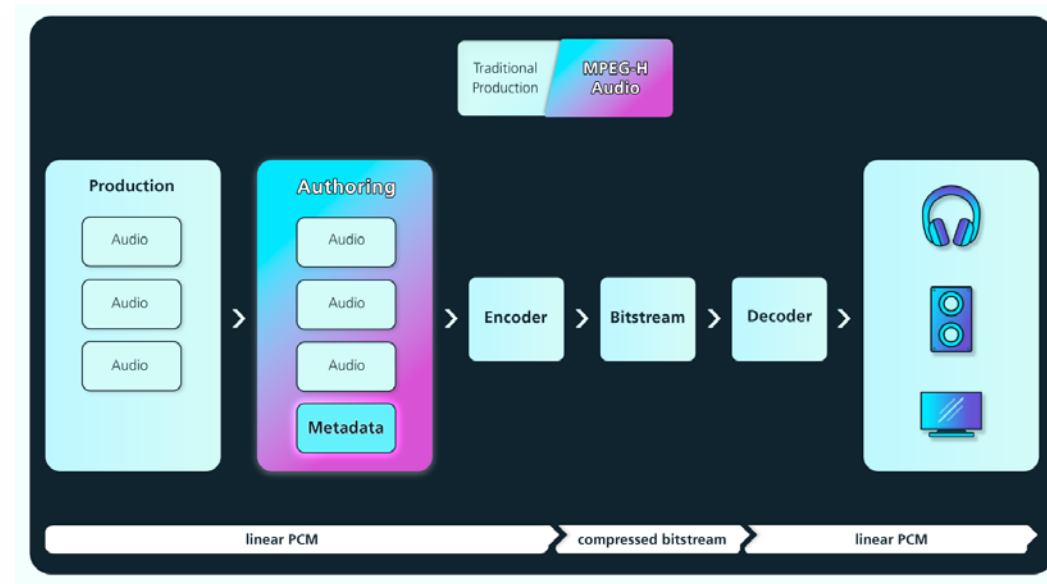 Traditional
Production
MPEG-H
Audio
Production
Audio
Audio
Audio
Authoring
Audio
Audio
Audio
Metadata
Encoder
Bitstream
Decoder
linear PCM
compressed bitstream
linear PCM